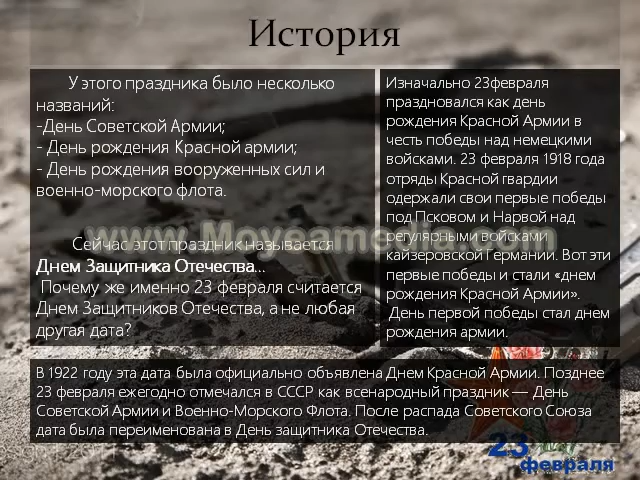 История
У этого праздника было несколько
названий:
-День Советской Армии;
- День рождения Красной армии;
- День рождения вооруженных сил и
военно-морского флота.
Сейчас этот праздник называется
Днем Защитника Отечества...
Почему же именно 23 февраля считается
Днем Защитников Отечества, а не любая
другая дата?
Изначально 23февраля
праздновался как день
рождения Красной Армии в
честь победы над немецкими
войсками. 23 февраля 1918 года
отряды Красной гвардии
одержали свои первые победы
под Псковом и Нарвой над
регулярными войсками
кайзеровской Германии. Вот эти
первые победы и стали «днем
рождения Красной Армии».
День первой победы стал днем
рождения армии.
В 1922 году эта дата была официально объявлена Днем Красной Армии. Позднее
23 февраля ежегодно отмечался в СССР как всенародный праздник — День
Советской Армии и Военно-Морского Флота. После распада Советского Союза
дата была переименована в День защитника Отечества.
23
февраля